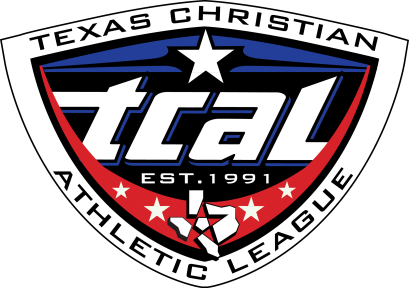 TEXAS CHRISTIAN
tcal
EST. 1991
ATHLETIC LEAGUE